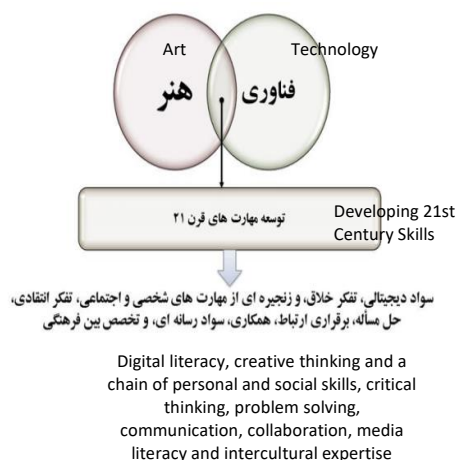 Art
Technology
هنر
فناوری
توسعه مهارت های قرن ۲۱
Developing 21st
Century Skills
سواد دیجیتالی، تفکر خلاق، و زنجیره ای از مهارت های شخصی و اجتماعی، تفکر انتقادی،
حل مسأله، برقراری ارتباط، همکاری، سواد رسانه ای، و تخصص بین فرهنگی
Digital literacy, creative thinking and a
chain of personal and social skills, critical
thinking, problem solving,
communication, collaboration, media
literacy and intercultural expertise